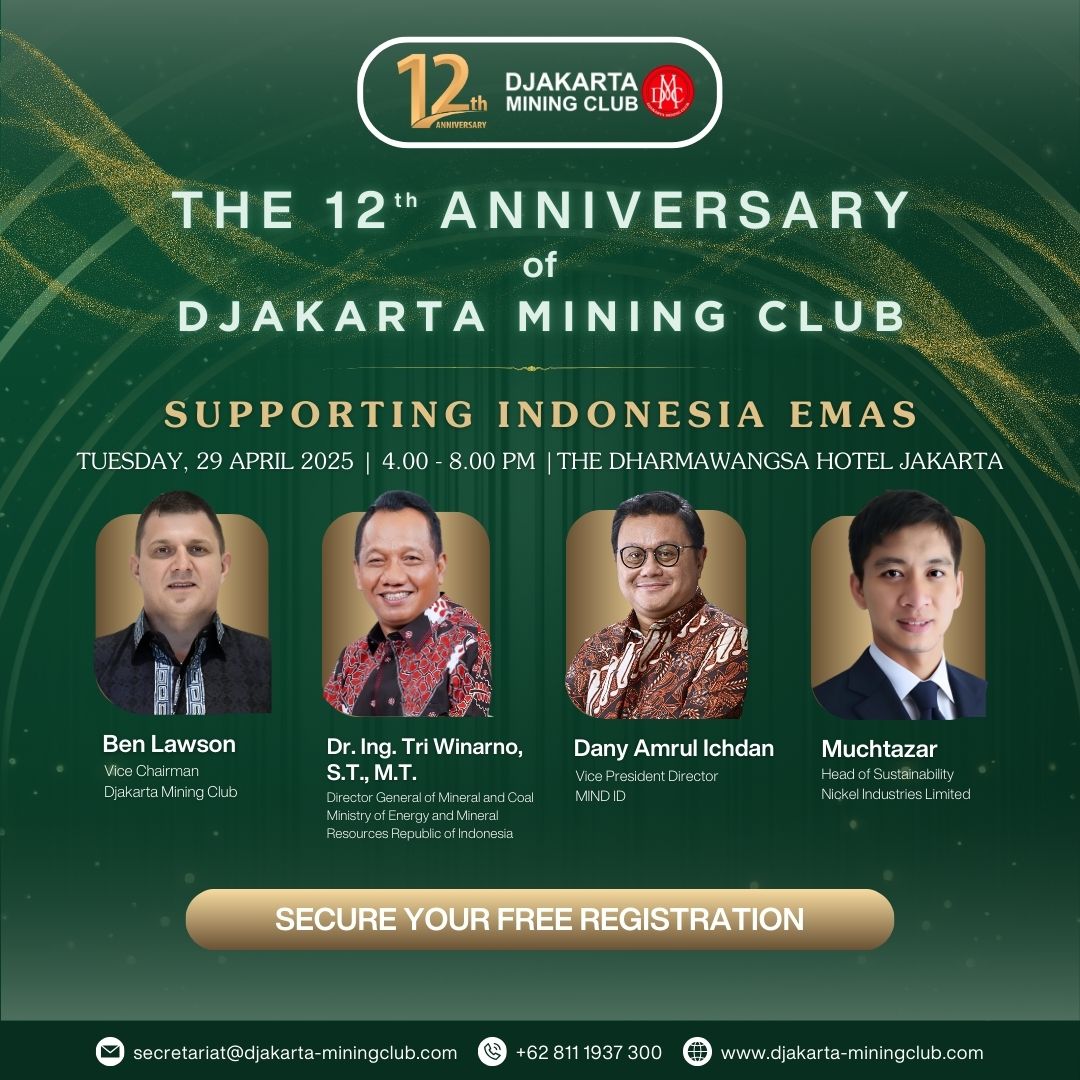 12th
ANNIVERSARY
DJAKARTA
MINING CLUB
DMC
THE 12th ANNIVERSARY
of
DJAKARTA MINING CLUB
SUPPORTING INDONESIA EMAS
TUESDAY, 29 APRIL 2025 | 4.00 - 8.00 PM | THE DHARMAWANGSA HOTEL JAKARTA
Ben Lawson
Vice Chairman
Djakarta Mining Club
Dr. Ing. Tri Winarno,
S.T., M.T.
Director General of Mineral and Coal
Ministry of Energy and Mineral
Resources Republic of Indonesia
Dany Amrul Ichdan
Vice President Director
MIND ID
Muchtazar
Head of Sustainability
Nickel Industries Limited
SECURE YOUR FREE REGISTRATION
secretariat@djakarta-miningclub.com
+62 811 1937 300
www.djakarta-miningclub.com